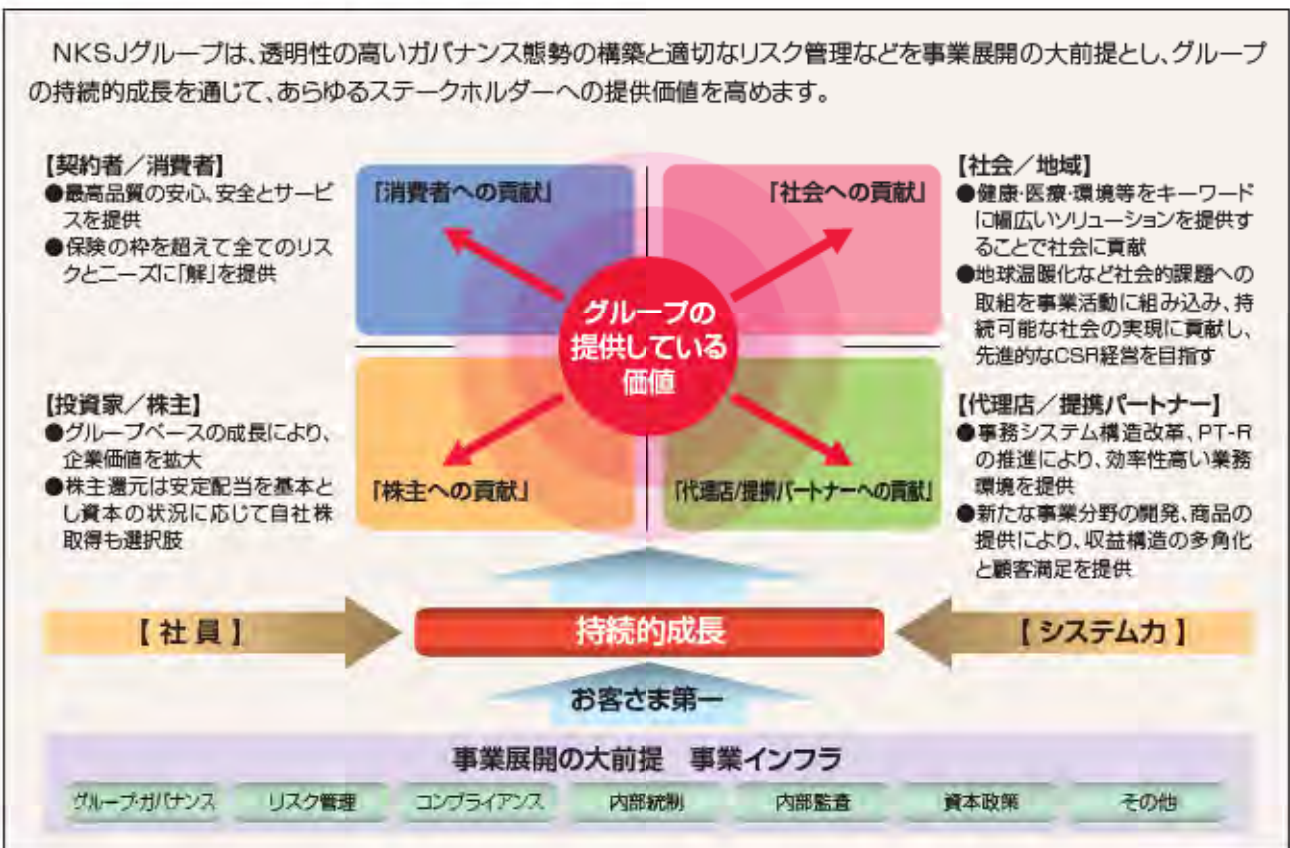 NKSJグループは、透明性の高いガバナンス態勢の構築と適切なリスク管理などを事業展開の大前提とし、グループ
の持続的成長を通じて、あらゆるステークホルダーへの提供価値を高めます。
【契約者／消費者】
●最高品質の安心、安全とサービ
スを提供
●保険の枠を超えて全てのリス
クとニーズに「解」を提供
「消費者への貢献」
「社会への貢献」
【社会／地域】
●健康・医療・環境等をキーワード
に幅広いソリューションを提供す
ることで社会に貢献
●地球温暖化など社会的課題への
取組を事業活動に組み込み、持
続可能な社会の実現に貢献し、
先進的なCSR経営を目指す
グループの
提供している
価値
【投資家／株主】
●グループベースの成長により、
企業価値を拡大
●株主還元は安定配当を基本と
し資本の状況に応じて自社株
取得も選択肢
「株主への貢献」
「代理店/提携パートナーへの貢献」
【代理店／提携パートナー】
●事務システム構造改革、PT-R
の推進により、効率性高い業務
環境を提供
●新たな事業分野の開発、商品の
提供により、収益構造の多角化
と顧客満足を提供
【社員】
持続的成長
【システム力】
お客さま第一
事業展開の大前提 事業インフラ
グループ・ガバナンス
リスク管理
コンプライアンス
内部統制
内部監査
資本政策
その他